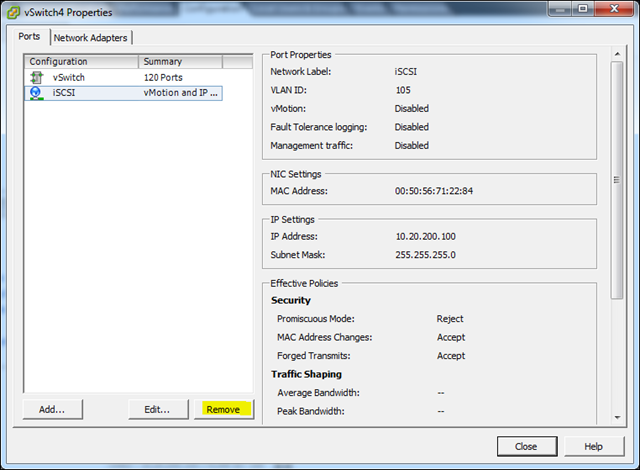 vSwitch4 Properties
Ports Network Adapters
Configuration Summary
vSwitch 120 Ports
iSCSI vMotion and IP ...
Add... Edit... Remove
Port Properties
Network Label: iSCSI
VLAN ID: 105
vMotion: Disabled
Fault Tolerance logging: Disabled
Management traffic: Disabled
NIC Settings
MAC Address: 00:50:56:71:22:84
IP Settings
IP Address: 10.20.200.100
Subnet Mask: 255.255.255.0
Effective Policies
Security
Promiscuous Mode: Reject
MAC Address Changes: Accept
Forged Transmits: Accept
Traffic Shaping
Average Bandwidth: --
Peak Bandwidth: --
Close Help